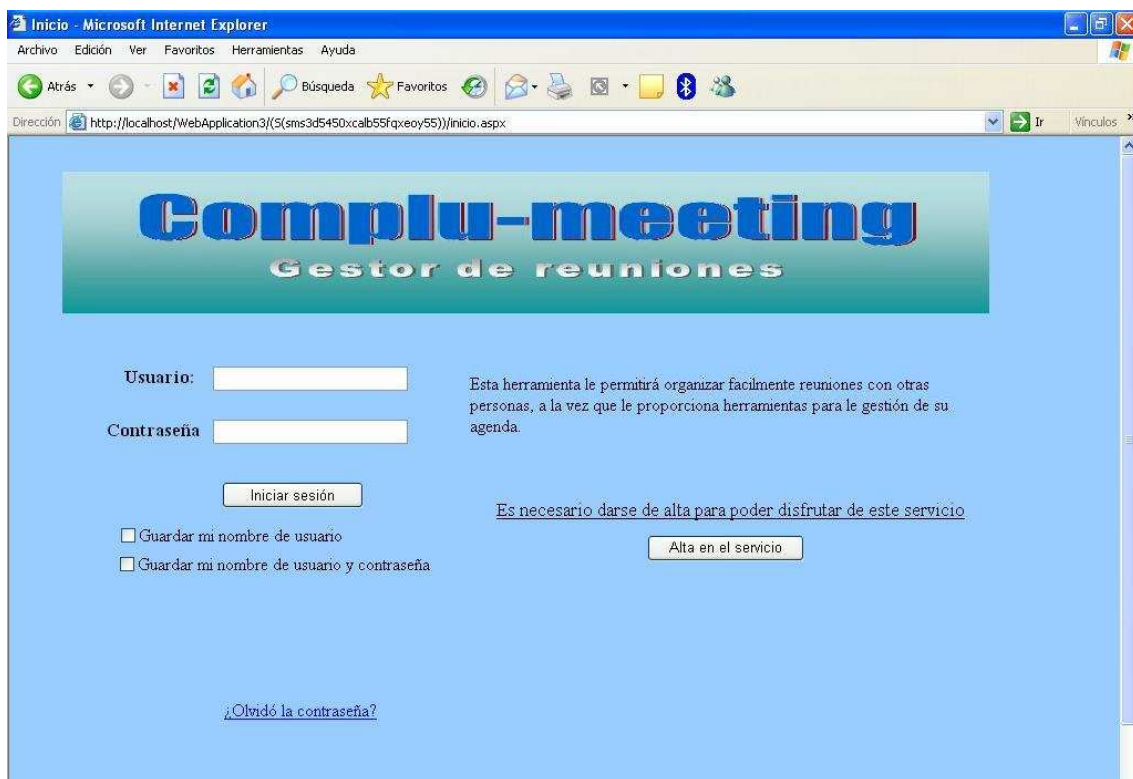 Inicio - Microsoft Internet Explorer
Archivo Edición Ver Favoritos Herramientas Ayuda
Atrás Búsqueda Favoritos
Dirección http://localhost/WebApplication3/(S(sms3d5450xcalb55fqxeoy55))/inicio.aspx Ir Vínculos »
Complu-meeting
Gestor de reuniones
Usuario:
Contraseña
Iniciar sesión
Guardar mi nombre de usuario
Guardar mi nombre de usuario y contraseña
¿Olvidó la contraseña?
Esta herramienta le permitirá organizar facilmente reuniones con otras
personas, a la vez que le proporciona herramientas para le gestión de su
agenda.
Es necesario darse de alta para poder disfrutar de este servicio
Alta en el servicio